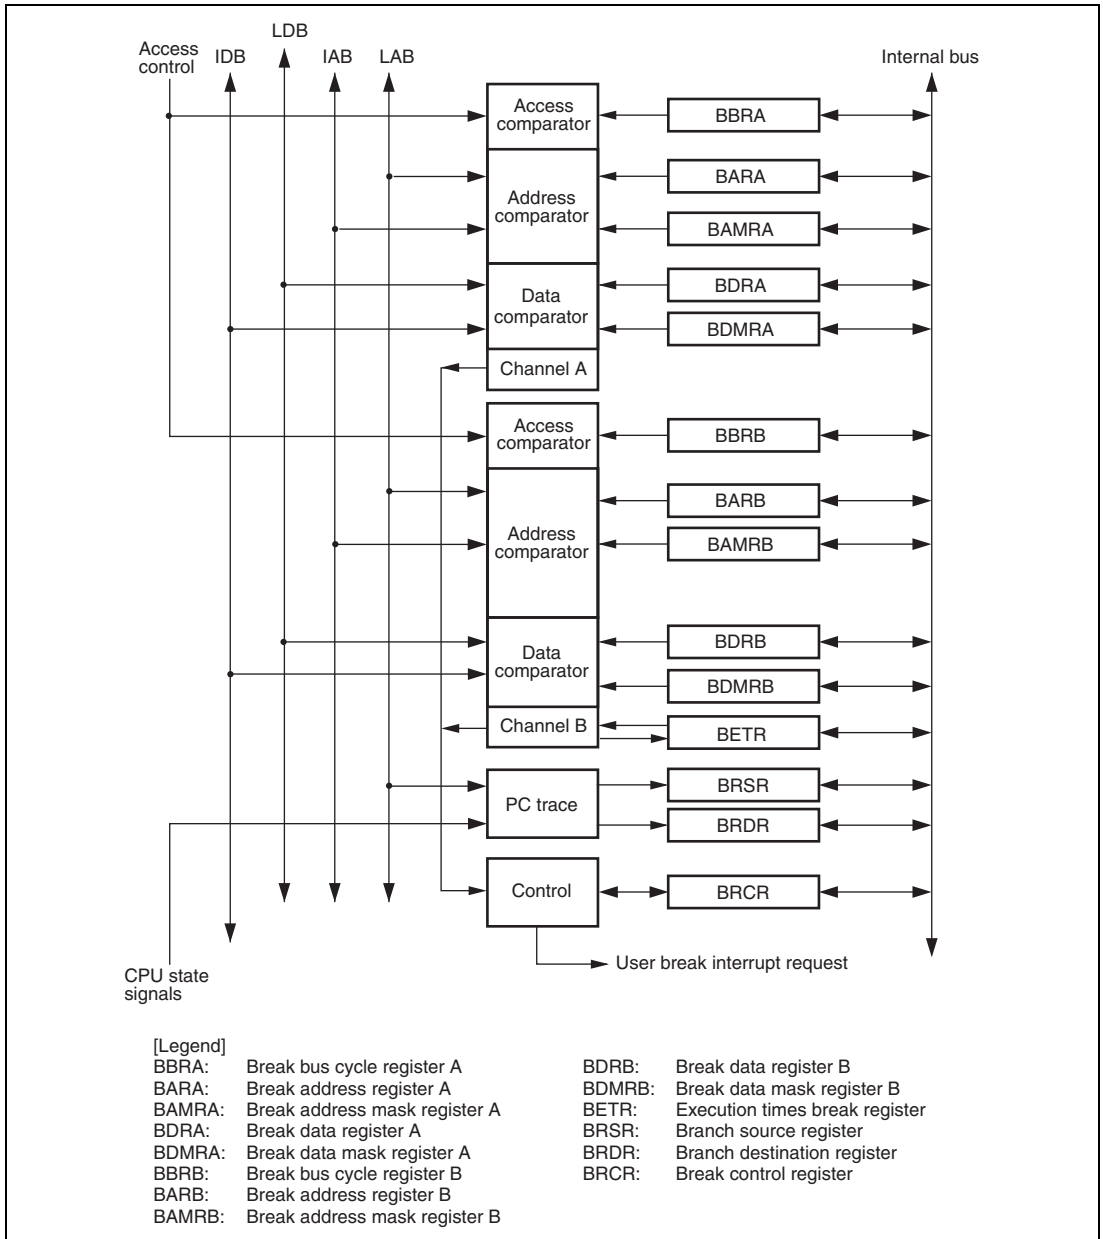 Access
control
IDB
LDB
IAB
LAB
Internal bus
Access
comparator
BBRA
Address
comparator
BARA
BAMRA
Data
comparator
BDRA
BDMRA
Channel A
Access
comparator
BBRB
Address
comparator
BARB
BAMRB
Data
comparator
BDRB
BDMRB
Channel B
BETR
PC trace
BRSR
BRDR
Control
BRCR
User break interrupt request
CPU state
signals
[Legend]
BBRA: Break bus cycle register A
BARA: Break address register A
BAMRA: Break address mask register A
BDRA: Break data register A
BDMRA: Break data mask register A
BBRB: Break bus cycle register B
BARB: Break address register B
BAMRB: Break address mask register B
BDRB: Break data register B
BDMRB: Break data mask register B
BETR: Execution times break register
BRSR: Branch source register
BRDR: Branch destination register
BRCR: Break control register